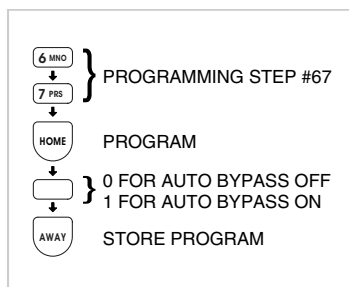 6 MNO
7 PRS
PROGRAMMING STEP #67
HOME PROGRAM
0 FOR AUTO BYPASS OFF
1 FOR AUTO BYPASS ON
AWAY STORE PROGRAM